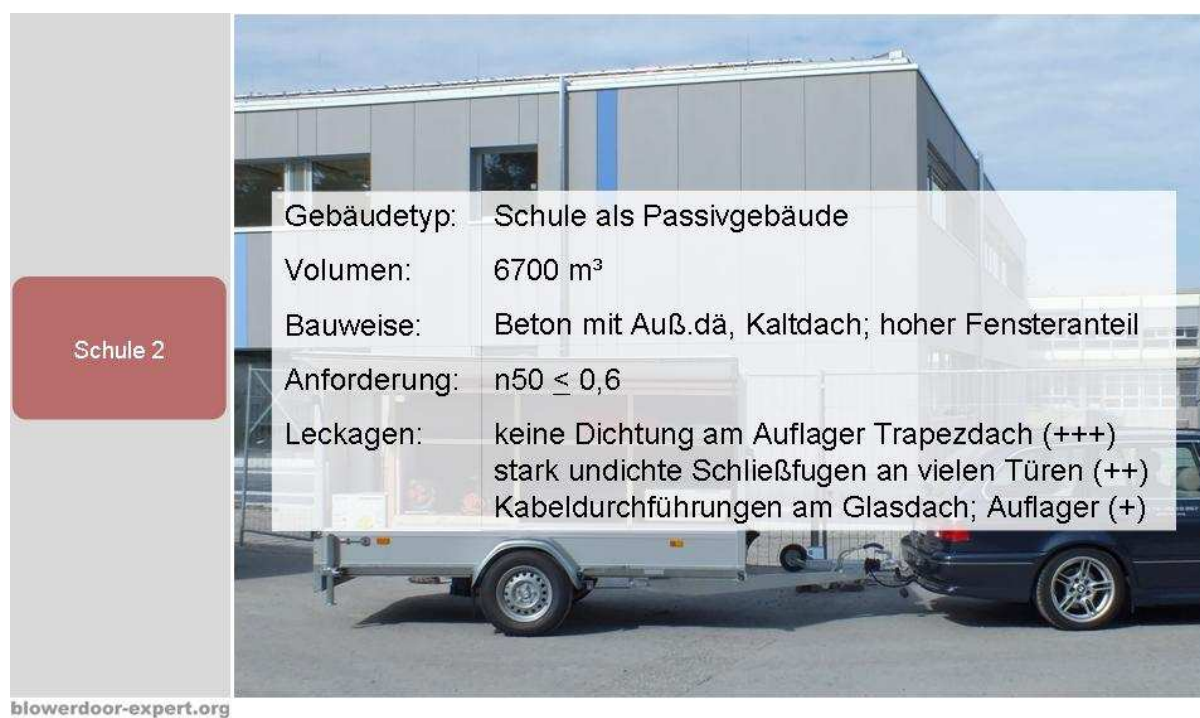 Schule 2
Gebäudetyp: Schule als Passivgebäude
Volumen: 6700 m³
Bauweise: Beton mit Auß.dä, Kaltdach; hoher Fensteranteil
Anforderung: n50 ≤ 0,6
Leckagen: keine Dichtung am Auflager Trapezdach (+++)
stark undichte Schließfugen an vielen Türen (++)
Kabeldurchführungen am Glasdach; Auflager (+)
blowerdoor-expert.org